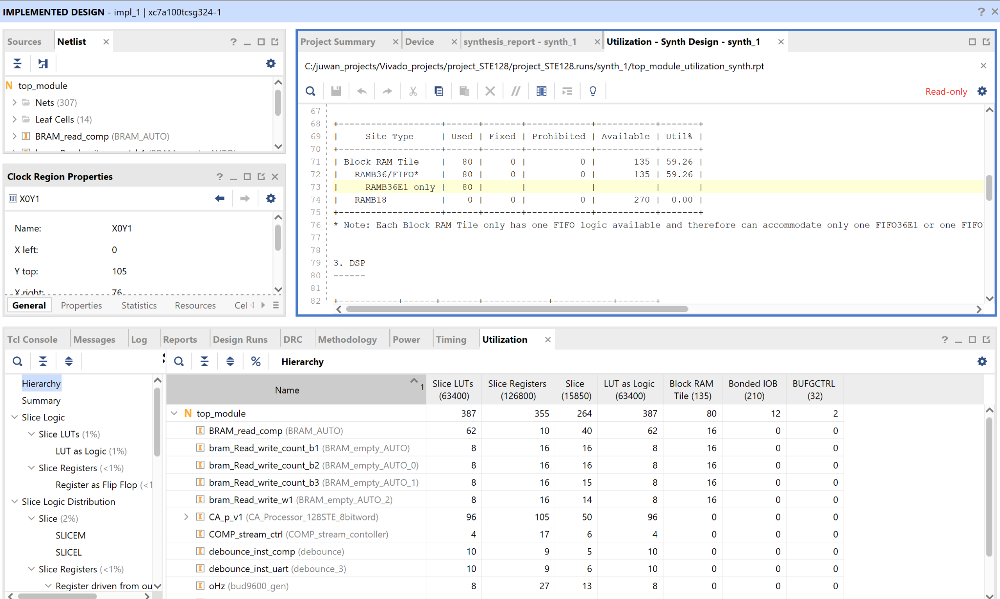 IMPLEMENTED DESIGN - impl_1 | xc7a100tcsg324-1
Sources
Netlist
top_module
Nets (307)
Leaf Cells (14)
BRAM_read_comp (BRAM_AUTO)
Clock Region Properties
X0Y1
Name: X0Y1
X left: 0
Y top: 105
X right: 76
General Properties Statistics Resources Cel
Project Summary
Device
synthesis_report - synth_1
Utilization - Synth Design - synth_1
C:/juwan_projects/Vivado_projects/project_STE128/project_STE128.runs/synth_1/top_module_utilization_synth.rpt
Read-only
67
68 +-------------------+------+-------+------------+-----------+-------+
69 |     Site Type     | Used | Fixed | Prohibited | Available | Util% |
70 +-------------------+------+-------+------------+-----------+-------+
71 | Block RAM Tile    |   80 |     0 |          0 |       135 | 59.26 |
72 |   RAMB36/FIFO*    |   80 |     0 |          0 |       135 | 59.26 |
73 |     RAMB36E1 only |   80 |       |            |           |       |
74 |   RAMB18          |    0 |     0 |          0 |       270 |  0.00 |
75 +-------------------+------+-------+------------+-----------+-------+
76 * Note: Each Block RAM Tile only has one FIFO logic available and therefore can accommodate only one FIFO36E1 or one FIFO
77
78
79 3. DSP
80 ------
81
82 +-----------+------+-------+------------+-----------+-------+
Tcl Console Messages Log Reports Design Runs DRC Methodology Power Timing Utilization
Hierarchy
Hierarchy
Summary
Slice Logic
Slice LUTs (1%)
LUT as Logic (1%)
Slice Registers (<1%)
Register as Flip Flop (<1
Slice Logic Distribution
Slice (2%)
SLICEM
SLICEL
Slice Registers (<1%)
Register driven from ou
Name 1 Slice LUTs (63400) Slice Registers (126800) Slice (15850) LUT as Logic (63400) Block RAM Tile (135) Bonded IOB (210) BUFGCTRL (32)
top_module 387 355 264 387 80 12 2
BRAM_read_comp (BRAM_AUTO) 62 10 40 62 16 0 0
bram_Read_write_count_b1 (BRAM_empty_AUTO) 8 16 16 8 16 0 0
bram_Read_write_count_b2 (BRAM_empty_AUTO_0) 8 16 16 8 16 0 0
bram_Read_write_count_b3 (BRAM_empty_AUTO_1) 8 16 15 8 16 0 0
bram_Read_write_w1 (BRAM_empty_AUTO_2) 8 16 14 8 16 0 0
CA_p_v1 (CA_Processor_128STE_8bitword) 96 105 50 96 0 0 0
COMP_stream_ctrl (COMP_stream_contoller) 4 17 6 4 0 0 0
debounce_inst_comp (debounce) 10 9 5 10 0 0 0
debounce_inst_uart (debounce_3) 10 9 6 10 0 0 0
oHz (bud9600_gen) 8 27 13 8 0 0 0